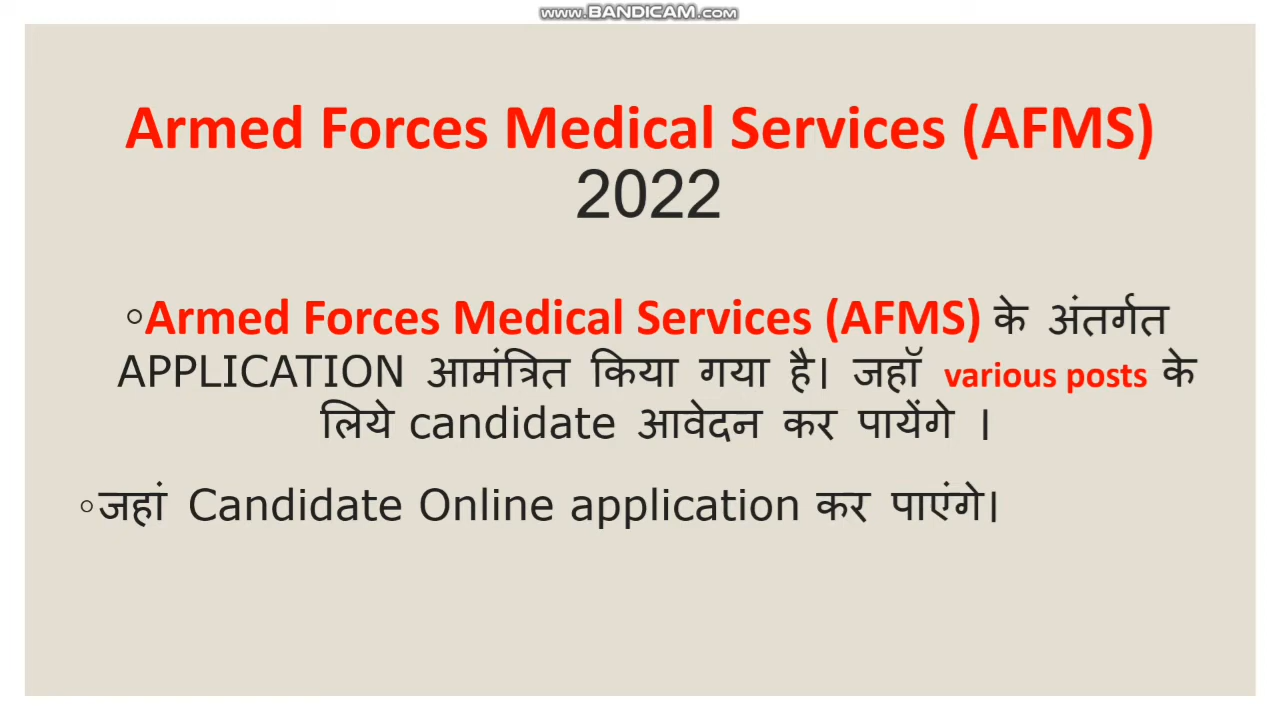 www.BANDICAM.com
Armed Forces Medical Services (AFMS)
2022
◦Armed Forces Medical Services (AFMS) के अंतर्गत
APPLICATION आमंत्रित किया गया है। जहाॅ various posts के
लिये candidate आवेदन कर पायेंगे ।
◦जहां Candidate Online application कर पाएंगे।